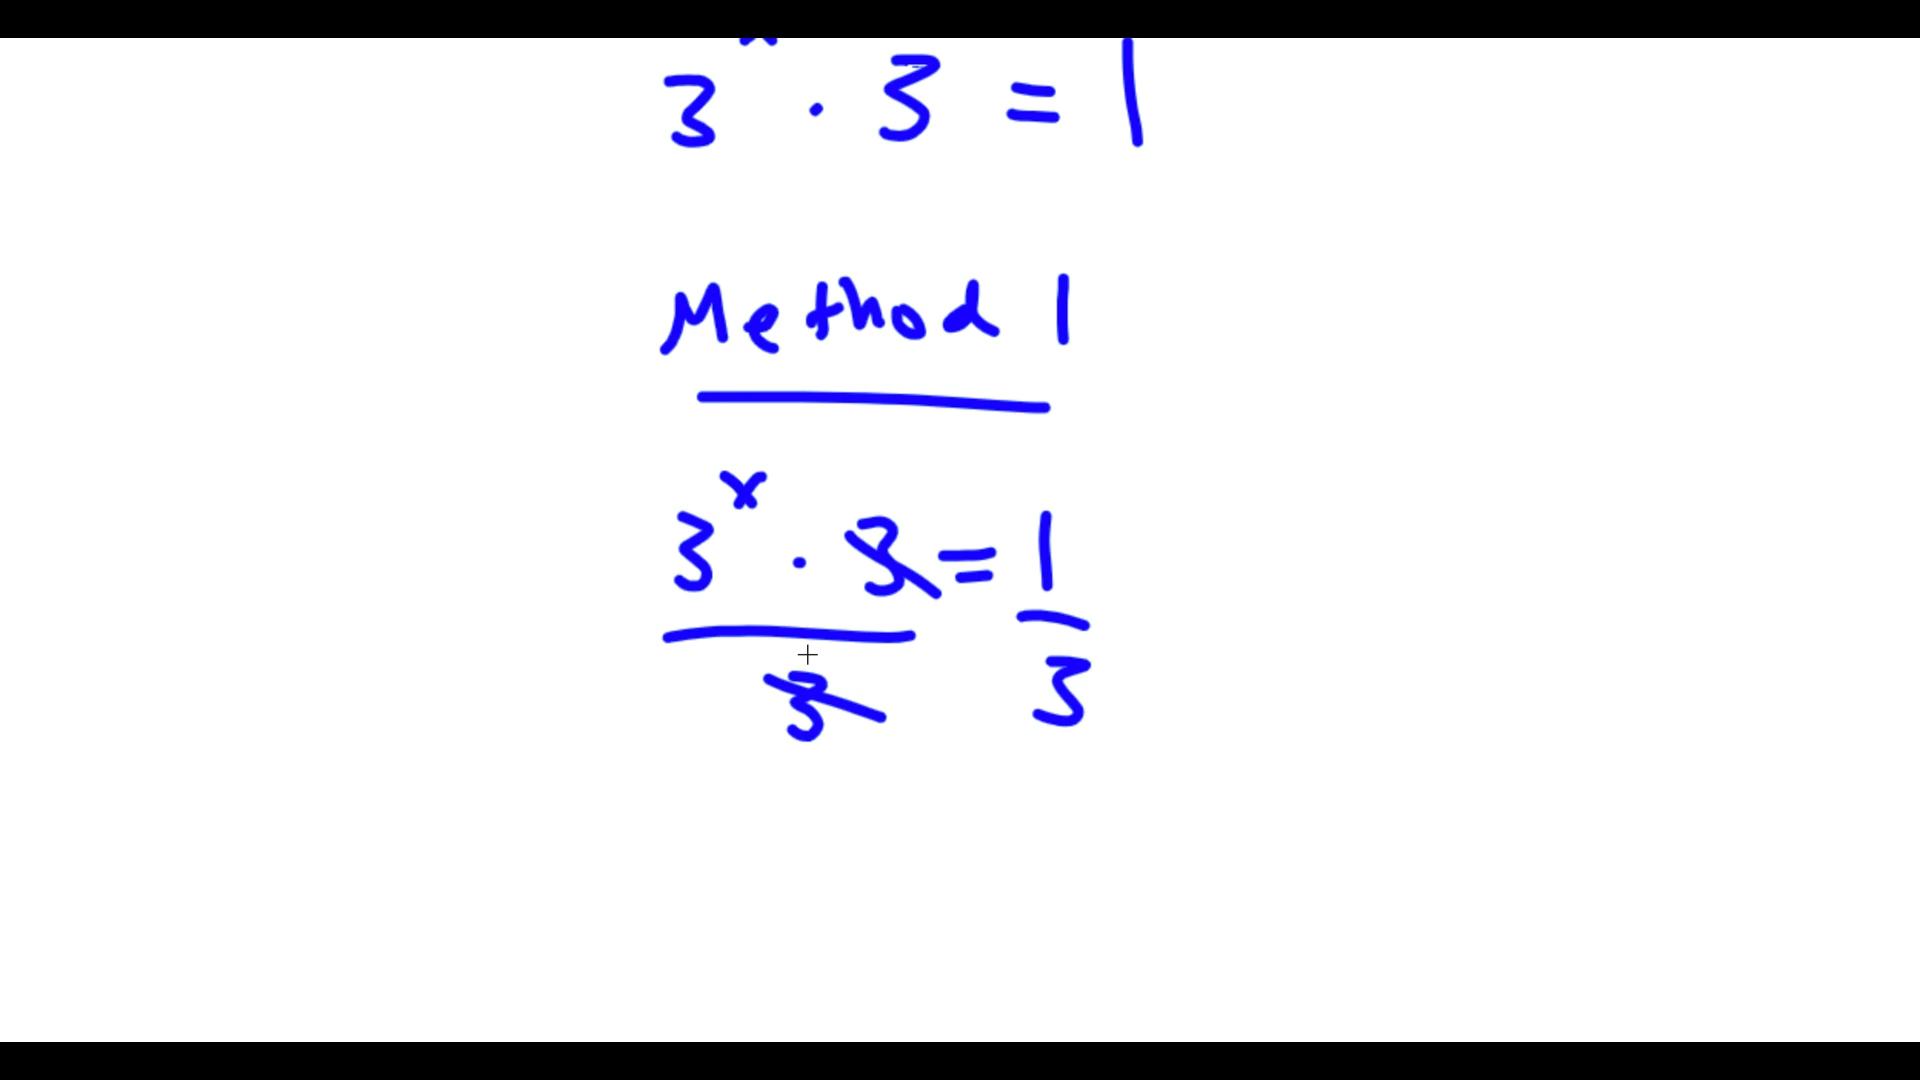 3^x · 3 = 1
Method 1
3^x · 3 = 1
3 3